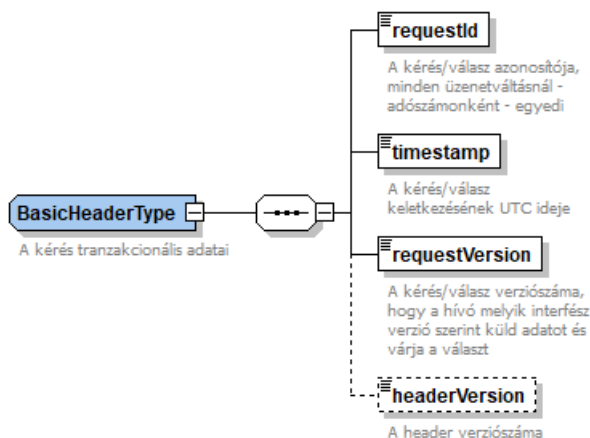 requestId
A kérés/válasz azonosítója,
minden üzenetváltásnál -
adószámonként - egyedi
timestamp
A kérés/válasz
keletkezésének UTC ideje
BasicHeaderType
A kérés tranzakcionális adatai
requestVersion
A kérés/válasz verziószáma,
hogy a hívó melyik interfész
verzió szerint küld adatot és
várja a választ
headerVersion
A header verziószáma